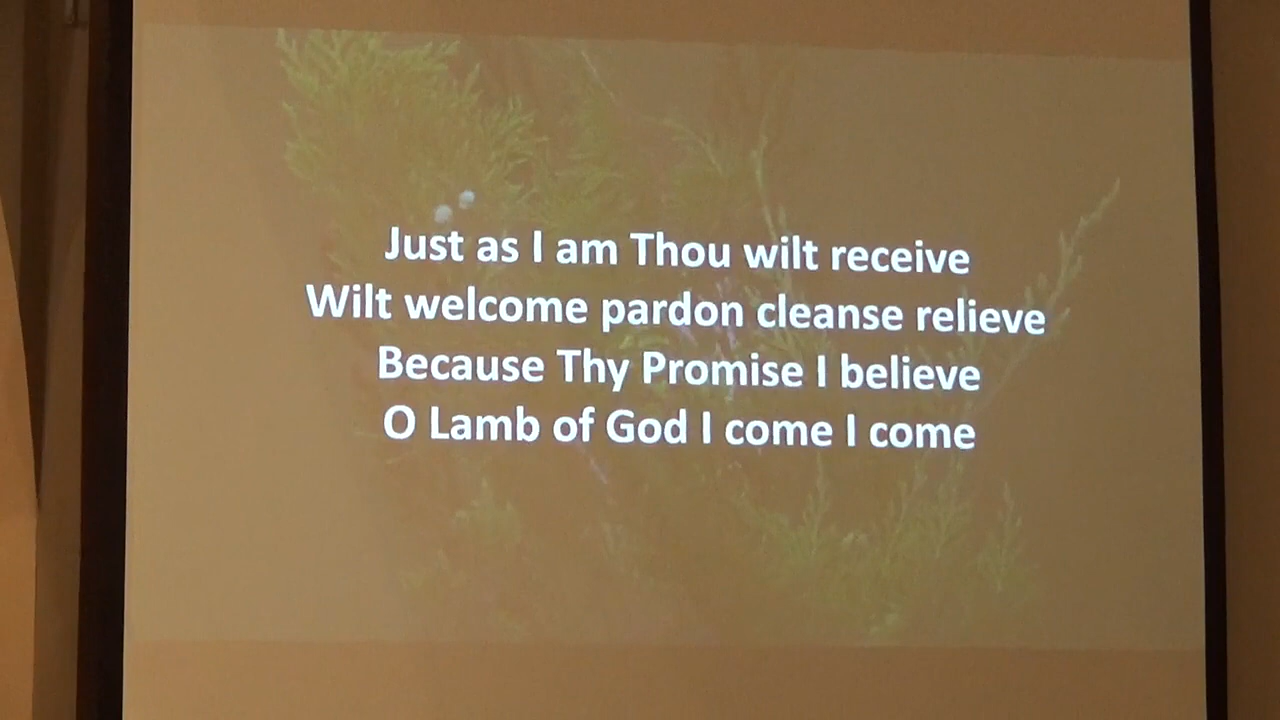 Just as I am Thou wilt receive
Wilt welcome pardon cleanse relieve
Because Thy Promise I believe
O Lamb of God I come I come